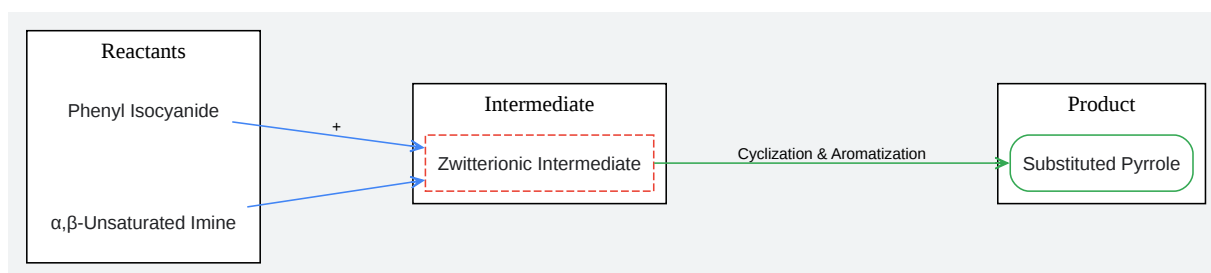 Reactants
Phenyl Isocyanide
α,β-Unsaturated Imine
+
Intermediate
Zwitterionic Intermediate
Cyclization & Aromatization
Product
Substituted Pyrrole